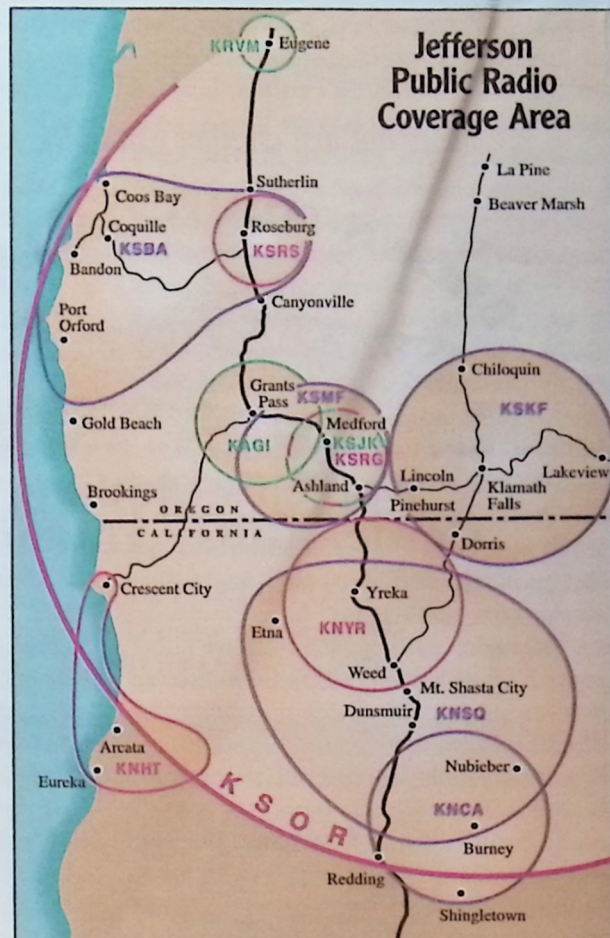 Jefferson
Public Radio
Coverage Area
KRVM
Eugene
La Pine
Sutherlin
Beaver Marsh
Coos Bay
Coquille
KSBA
Bandon
Roseburg
KSRS
Port
Orford
Canyonville
Chiloquin
Grants
Pass
KSMF
KSKF
Gold Beach
Medford
KAGI
KSJK
KSRG
Lakeview
Ashland
Lincoln
Klamath
Falls
Brookings
Pinehurst
OREGON
CALIFORNIA
Dorris
Crescent City
Yreka
Etna
KNYR
Weed
Mt. Shasta City
Dunsmuir
KNSQ
Arcata
Nubieber
Eureka
KNHT
KSOR
KNCA
Burney
Redding
Shingletown